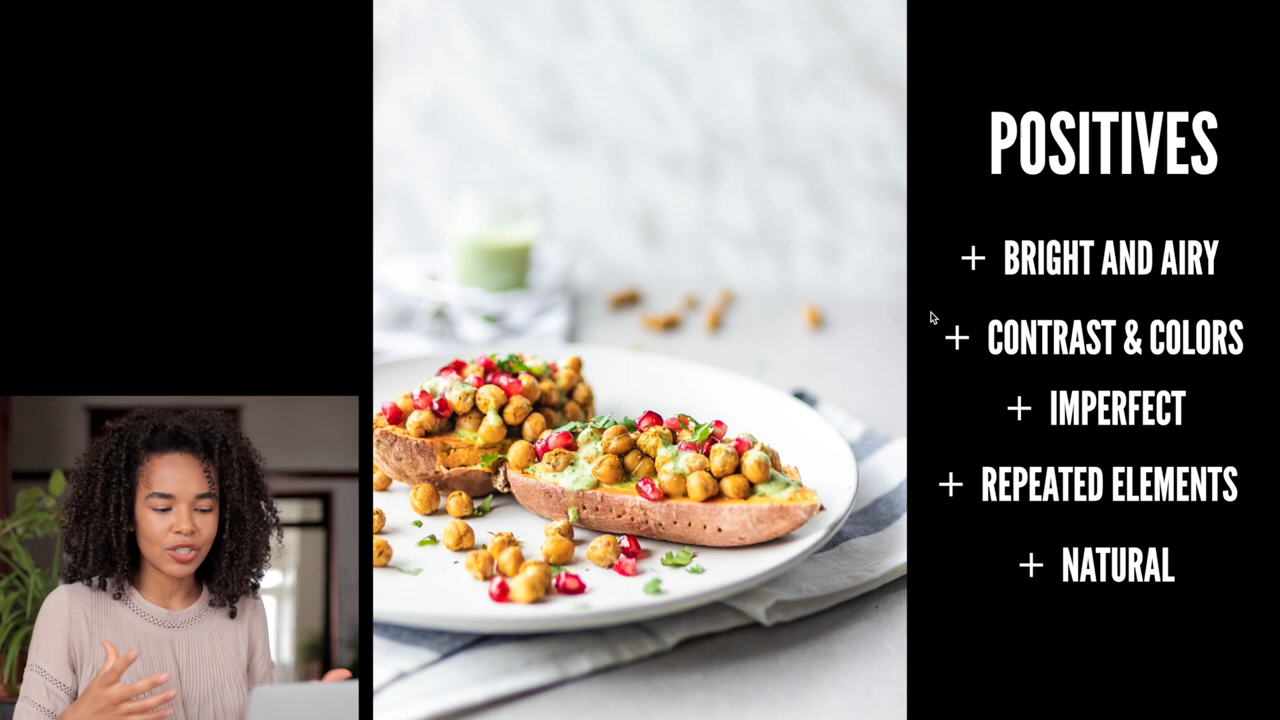 POSITIVES
+ BRIGHT AND AIRY
+ CONTRAST & COLORS
+ IMPERFECT
+ REPEATED ELEMENTS
+ NATURAL